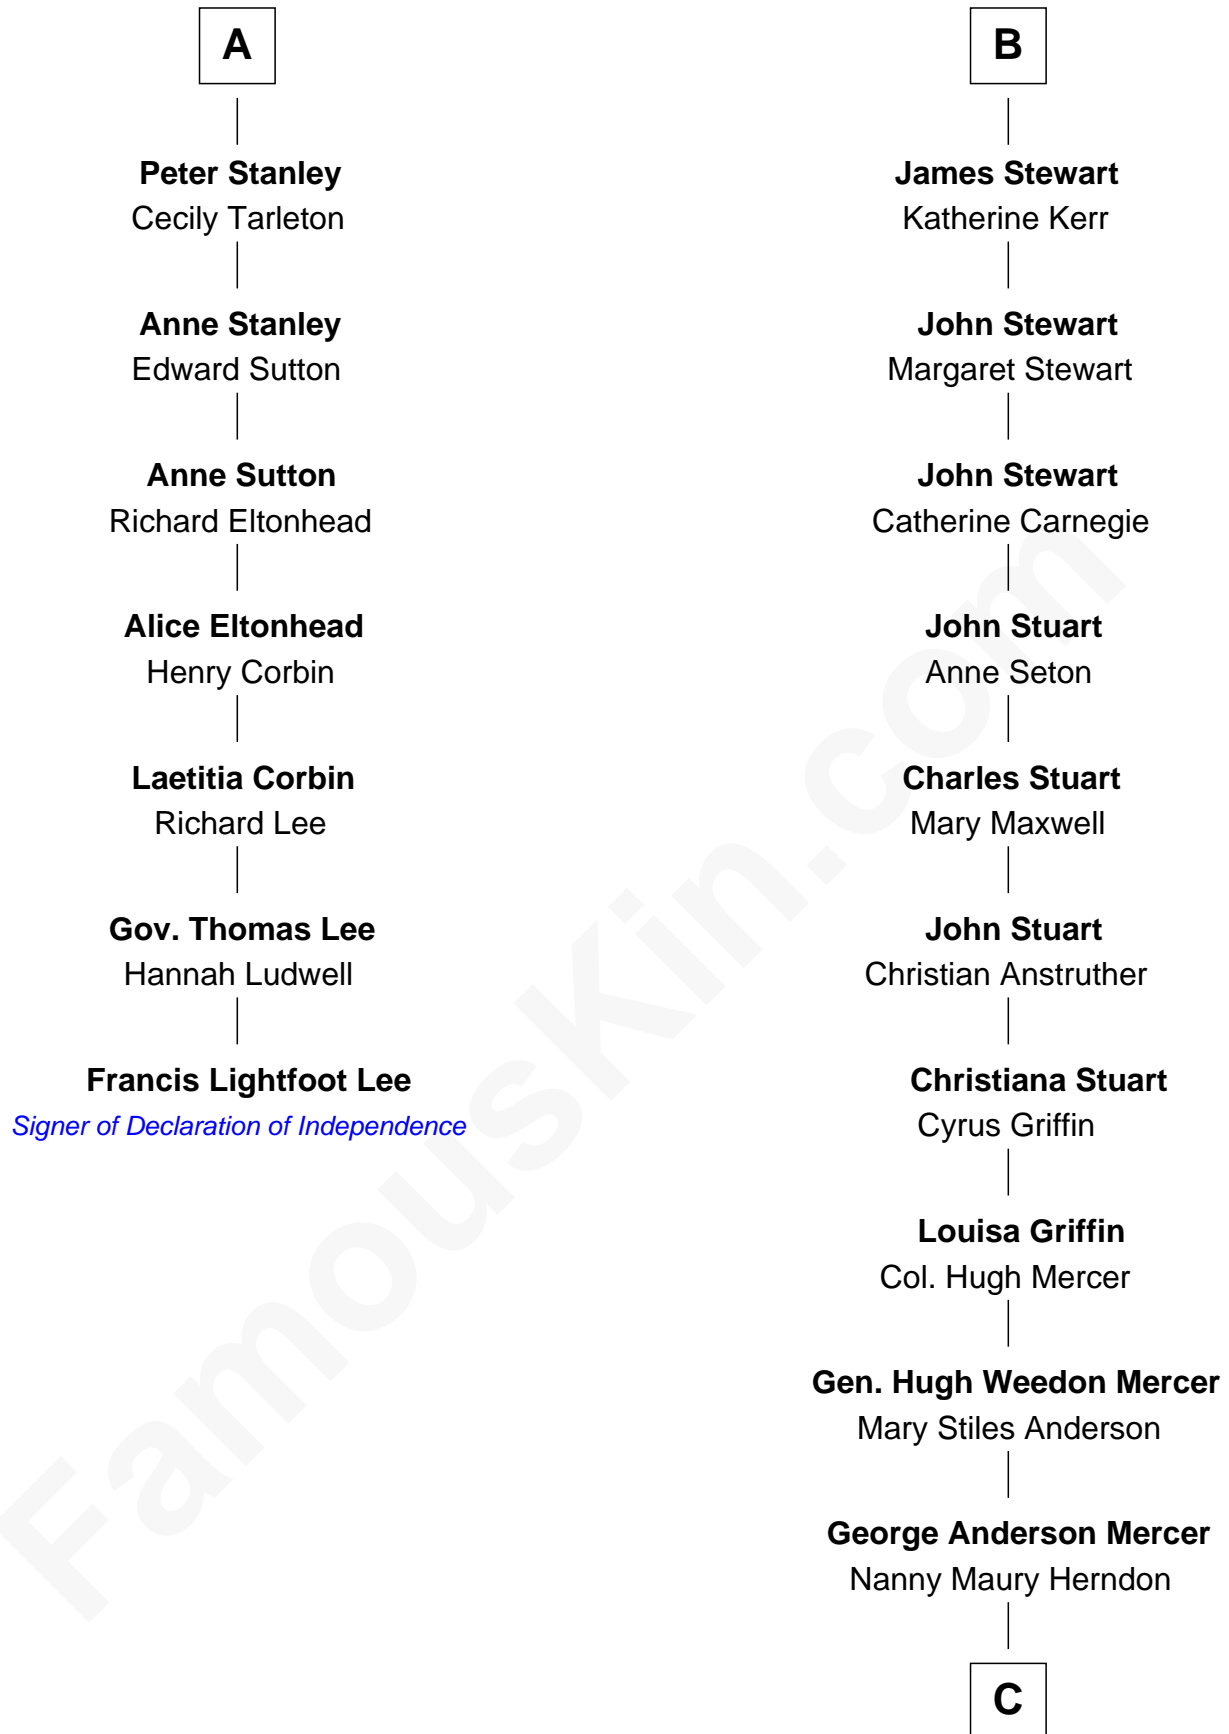 A
Peter Stanley
Cecily Tarleton
Anne Stanley
Edward Sutton
Anne Sutton
Richard Eltonhead
Alice Eltonhead
Henry Corbin
Laetitia Corbin
Richard Lee
Gov. Thomas Lee
Hannah Ludwell
Francis Lightfoot Lee
Signer of Declaration of Independence
B
James Stewart
Katherine Kerr
John Stewart
Margaret Stewart
John Stewart
Catherine Carnegie
John Stuart
Anne Seton
Charles Stuart
Mary Maxwell
John Stuart
Christian Anstruther
Christiana Stuart
Cyrus Griffin
Louisa Griffin
Col. Hugh Mercer
Gen. Hugh Weedon Mercer
Mary Stiles Anderson
George Anderson Mercer
Nanny Maury Herndon
C
FamousKin.com